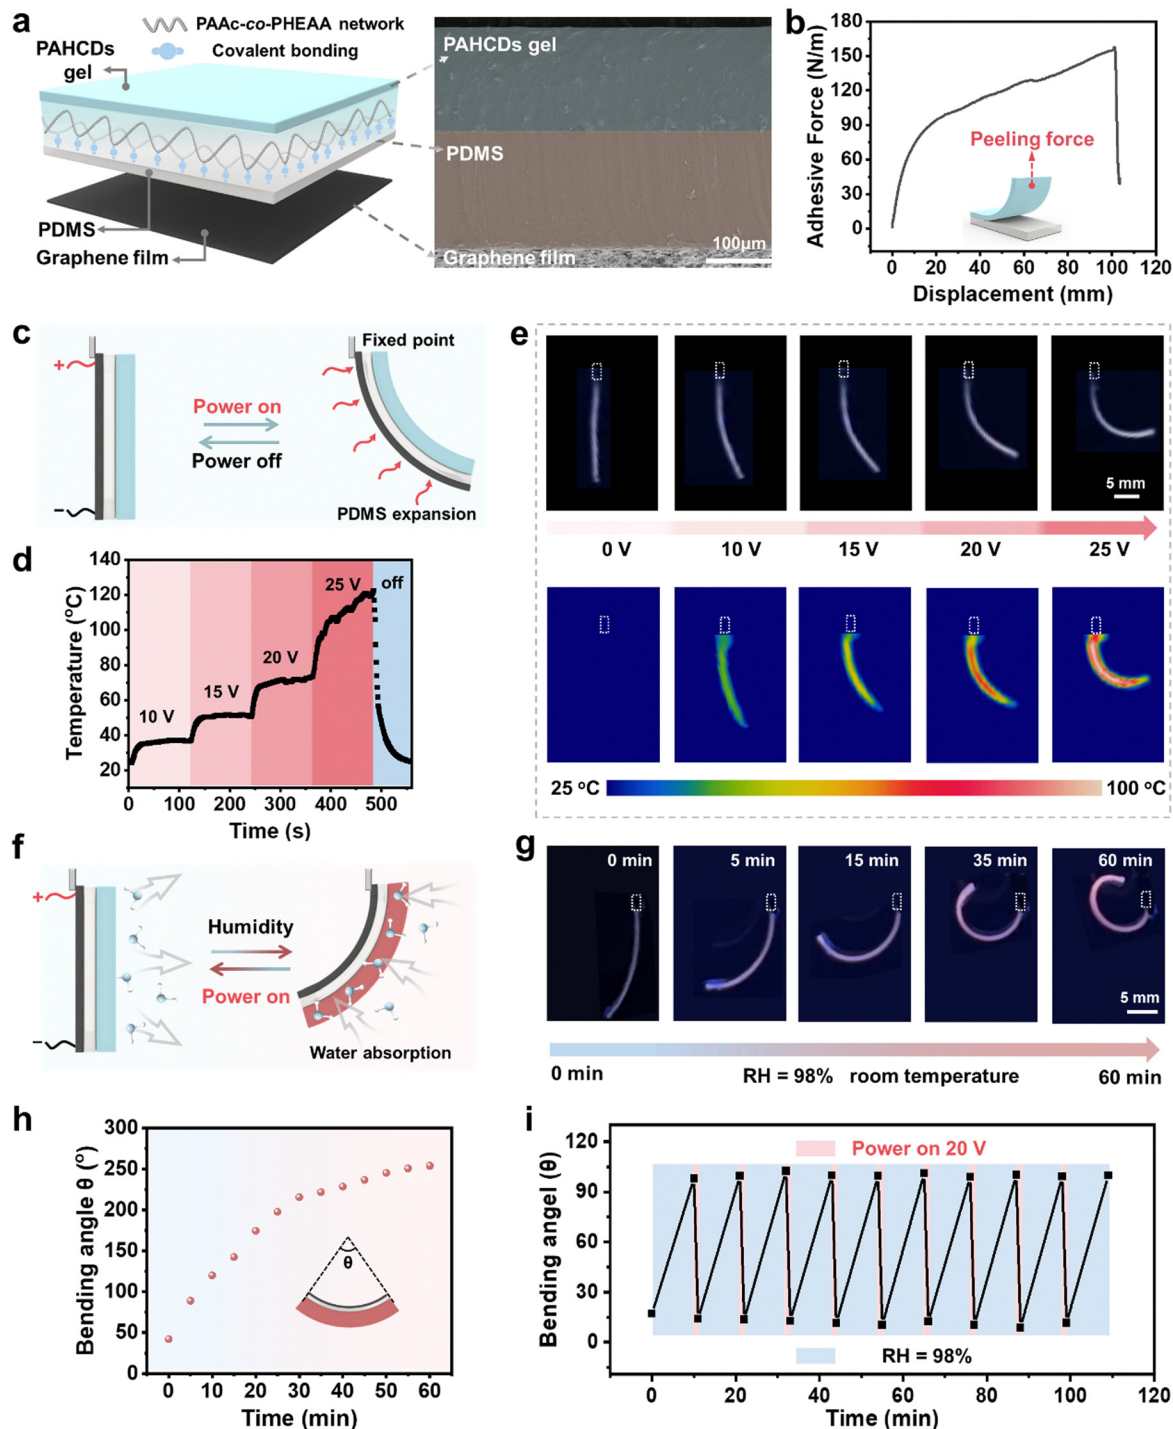 a
PAAc-co-PHEAA network
Covalent bonding
PAHCDs
gel
PDMS
Graphene film
PAHCDs gel
PDMS
Graphene film
100μm
b
Adhesive Force (N/m)
180
150
120
90
60
30
0
Peeling force
0 20 40 60 80 100 120
Displacement (mm)
c
+
−
Power on
Power off
Fixed point
PDMS expansion
d
Temperature (°C)
140
120
100
80
60
40
20
10 V
15 V
20 V
25 V
off
0 100 200 300 400 500
Time (s)
e
5 mm
0 V 10 V 15 V 20 V 25 V
25 °C
100 °C
f
+
−
Humidity
Power on
Water absorption
g
0 min 5 min 15 min 35 min 60 min
5 mm
0 min RH = 98% room temperature 60 min
h
Bending angle θ (°)
300
250
200
150
100
50
0
θ
0 10 20 30 40 50 60
Time (min)
i
Bending angel (θ)
120
90
60
30
0
Power on 20 V
RH = 98%
0 20 40 60 80 100 120
Time (min)